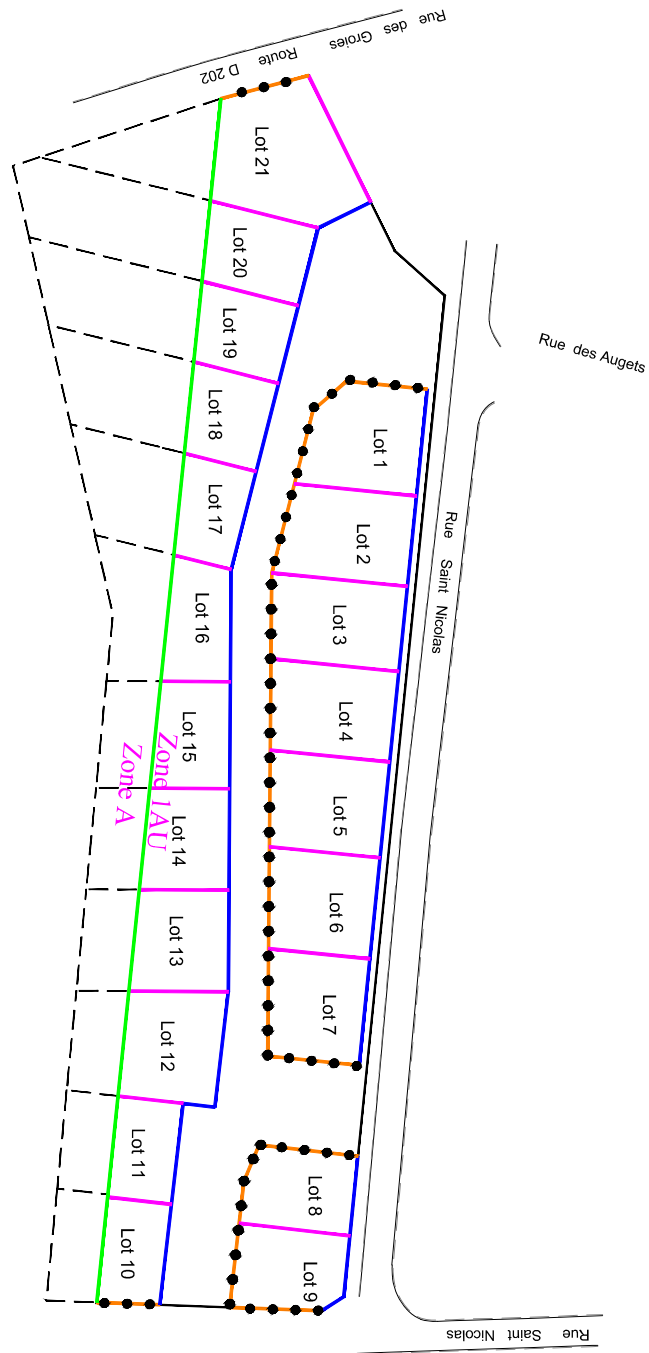 Rue des Groies Route D 202
Lot 21
Lot 20
Lot 19
Lot 18
Lot 17
Lot 16
Lot 15
Lot 14
Lot 13
Lot 12
Lot 11
Lot 10
Zone 1AU
Zone A
Lot 1
Lot 2
Lot 3
Lot 4
Lot 5
Lot 6
Lot 7
Lot 8
Lot 9
Rue des Augets
Rue Saint Nicolas
Rue Saint Nicolas